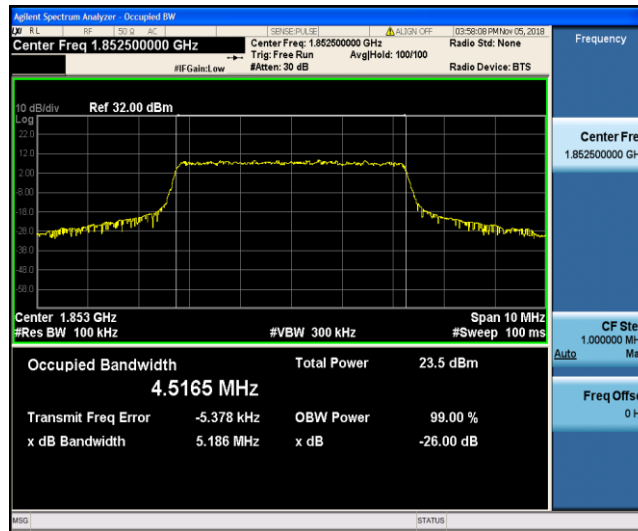 Agilent Spectrum Analyzer - Occupied BW
RL RF 50 Ω AC SENSE:PULSE ALIGN OFF 03:58:08 PM Nov 05, 2018
Center Freq 1.852500000 GHz Center Freq: 1.852500000 GHz Radio Std: None Frequency
Trig: Free Run Avg|Hold: 100/100
#IFGain:Low #Atten: 30 dB Radio Device: BTS
10 dB/div Ref 32.00 dBm
Log
22.0
12.0
2.00
-8.00
-18.0
-28.0
-38.0
-48.0
-58.0
Center Fre
1.852500000 GH
Center 1.853 GHz Span 10 MHz
#Res BW 100 kHz #VBW 300 kHz #Sweep 100 ms
CF Ste
1.000000 MH
Auto Ma
Occupied Bandwidth Total Power 23.5 dBm
4.5165 MHz
Freq Offse
0 H
Transmit Freq Error -5.378 kHz OBW Power 99.00 %
x dB Bandwidth 5.186 MHz x dB -26.00 dB
MSG STATUS